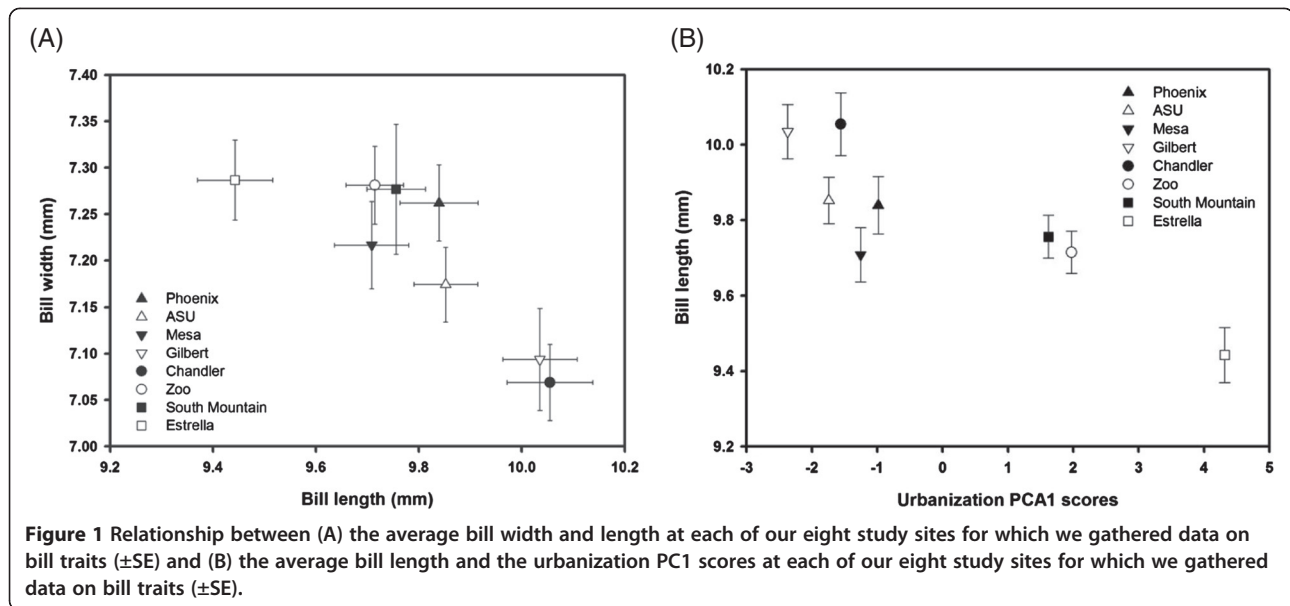 (A)
7.40
7.35
7.30
7.25
7.20
7.15
7.10
7.05
7.00
Bill width (mm)
Phoenix
ASU
Mesa
Gilbert
Chandler
Zoo
South Mountain
Estrella
9.2 9.4 9.6 9.8 10.0 10.2
Bill length (mm)
(B)
10.2
10.0
9.8
9.6
9.4
9.2
Bill length (mm)
Phoenix
ASU
Mesa
Gilbert
Chandler
Zoo
South Mountain
Estrella
-3 -2 -1 0 1 2 3 4 5
Urbanization PCA1 scores
Figure 1 Relationship between (A) the average bill width and length at each of our eight study sites for which we gathered data on
bill traits (±SE) and (B) the average bill length and the urbanization PC1 scores at each of our eight study sites for which we gathered
data on bill traits (±SE).